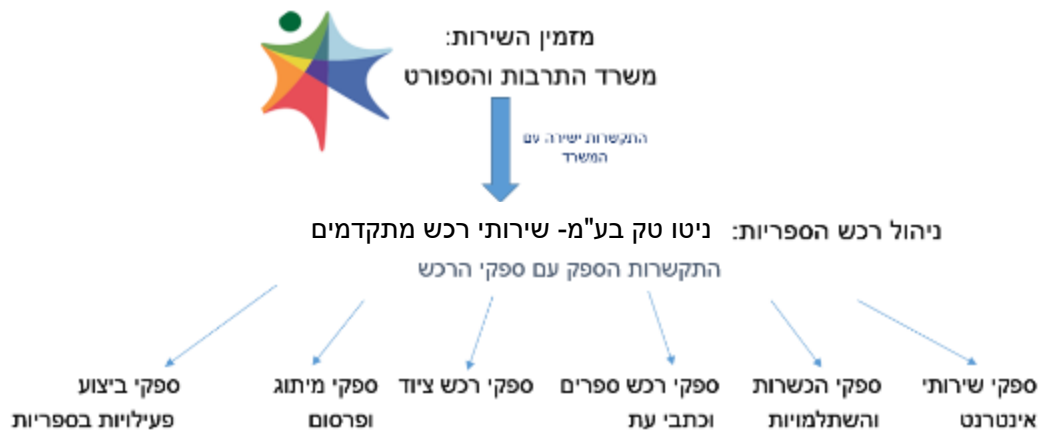 מזמין השירות:
משרד התרבות והספורט
התקשרות ישירה עם
המשרד
ניהול רכש הספריות: ניטו טק בע"מ- שירותי רכש מתקדמים
התקשרות הספק עם ספקי הרכש
ספקי שירותי
אינטרנט
ספקי הכשרות
והשתלמויות
ספקי רכש ספרים
וכתבי עת
ספקי רכש ציוד
ספקי מיתוג
ופרסום
ספקי ביצוע
פעילויות בספריות